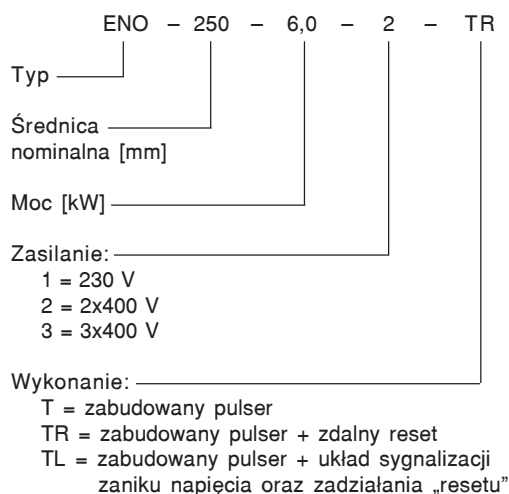 ENO – 250 – 6,0 – 2 – TR
Typ
Średnica
nominalna [mm]
Moc [kW]
Zasilanie:
1 = 230 V
2 = 2x400 V
3 = 3x400 V
Wykonanie:
T = zabudowany pulser
TR = zabudowany pulser + zdalny reset
TL = zabudowany pulser + układ sygnalizacji
zaniku napięcia oraz zadziałania „resetu”